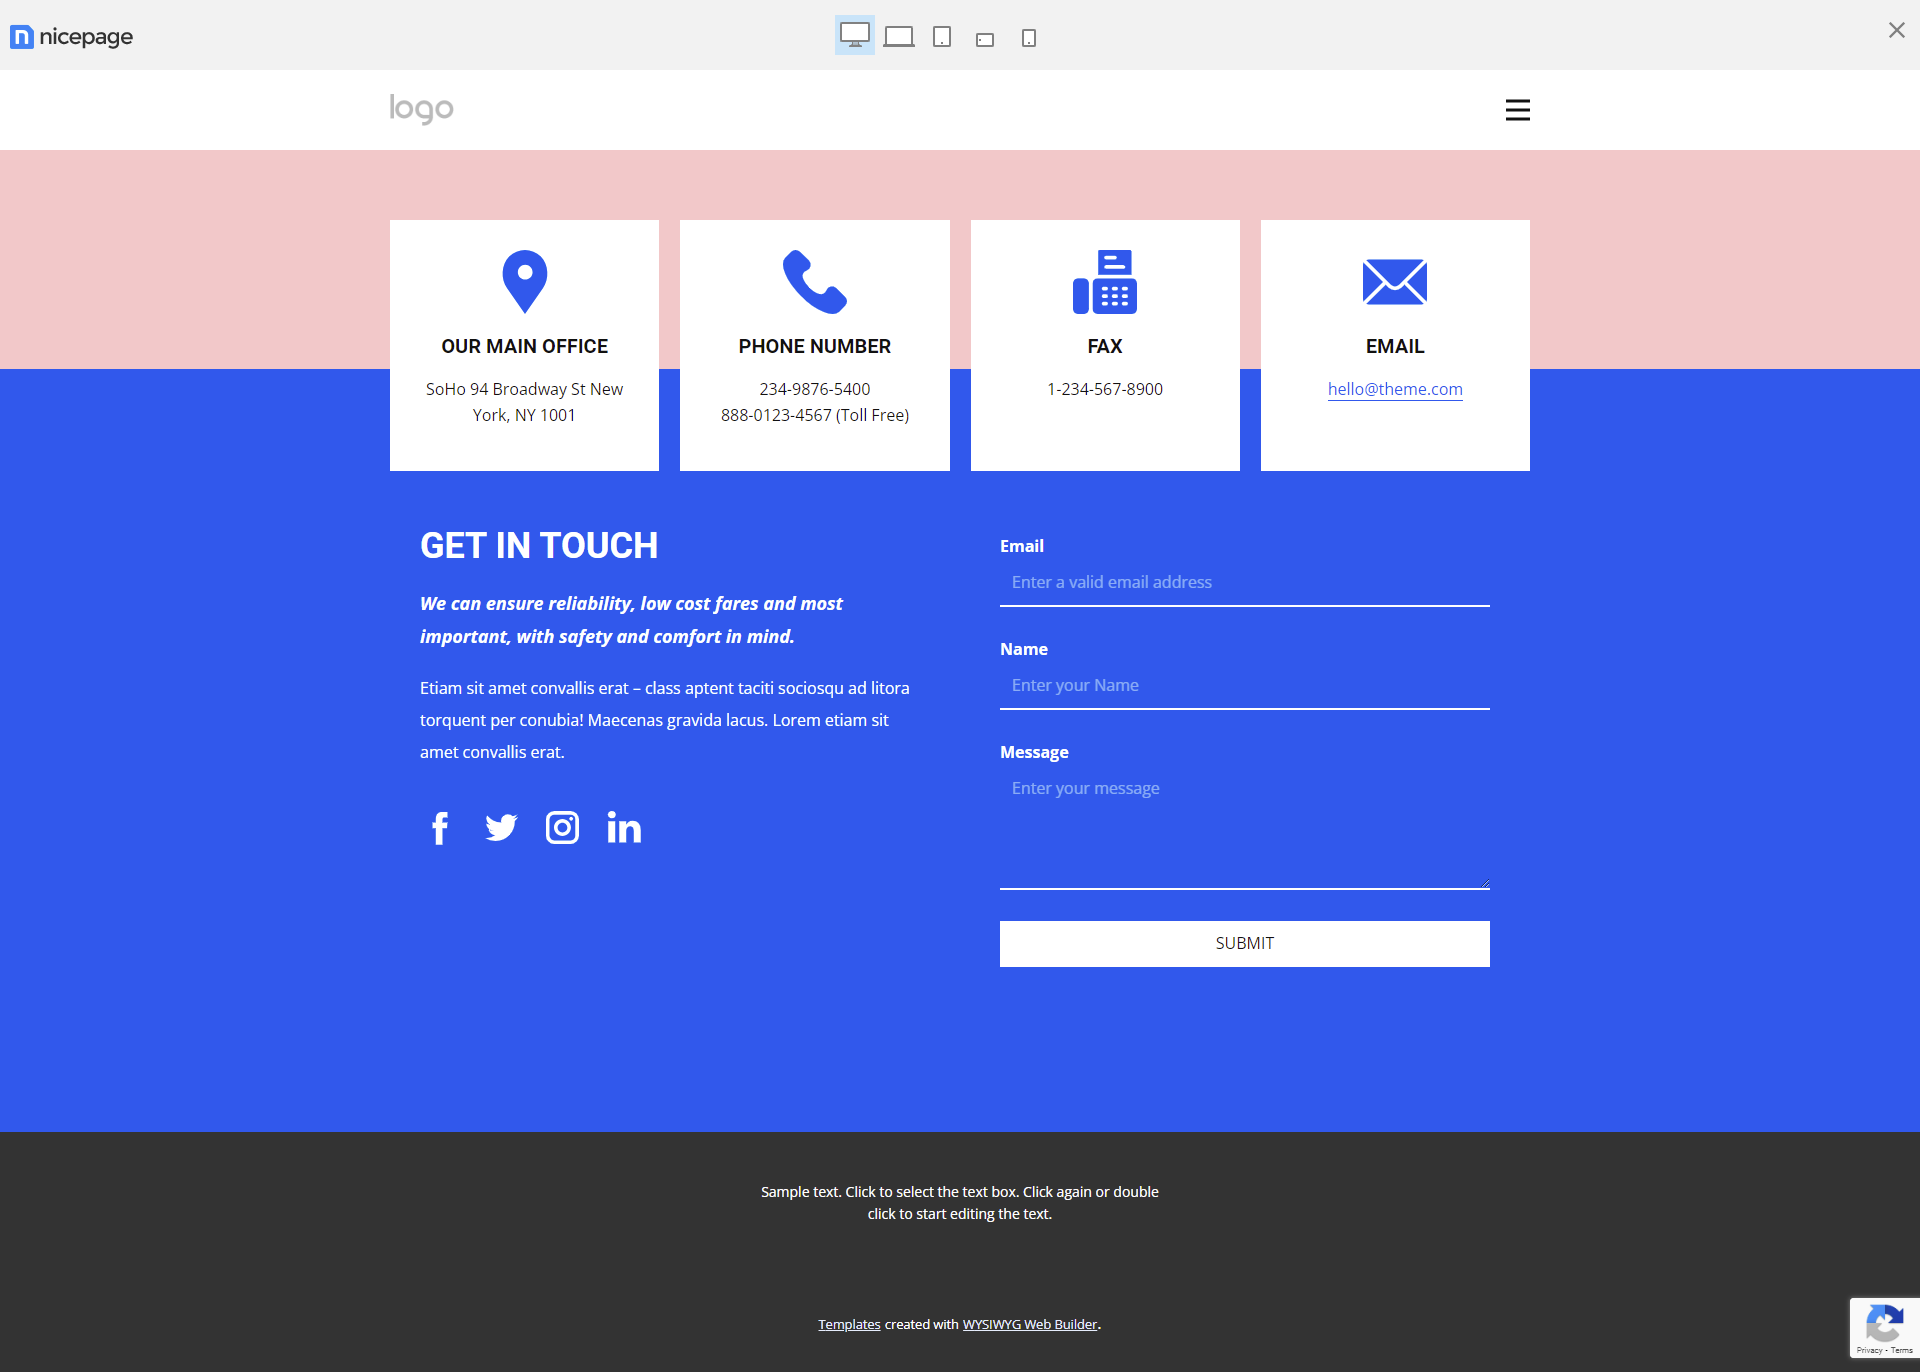 nicepage
logo
OUR MAIN OFFICE
SoHo 94 Broadway St New
York, NY 1001
PHONE NUMBER
234-9876-5400
888-0123-4567 (Toll Free)
FAX
1-234-567-8900
EMAIL
hello@theme.com
GET IN TOUCH
We can ensure reliability, low cost fares and most
important, with safety and comfort in mind.
Etiam sit amet convallis erat – class aptent taciti sociosqu ad litora
torquent per conubia! Maecenas gravida lacus. Lorem etiam sit
amet convallis erat.
Email
Enter a valid email address
Name
Enter your Name
Message
Enter your message
SUBMIT
Sample text. Click to select the text box. Click again or double
click to start editing the text.
Templates created with WYSIWYG Web Builder.
Privacy - Terms